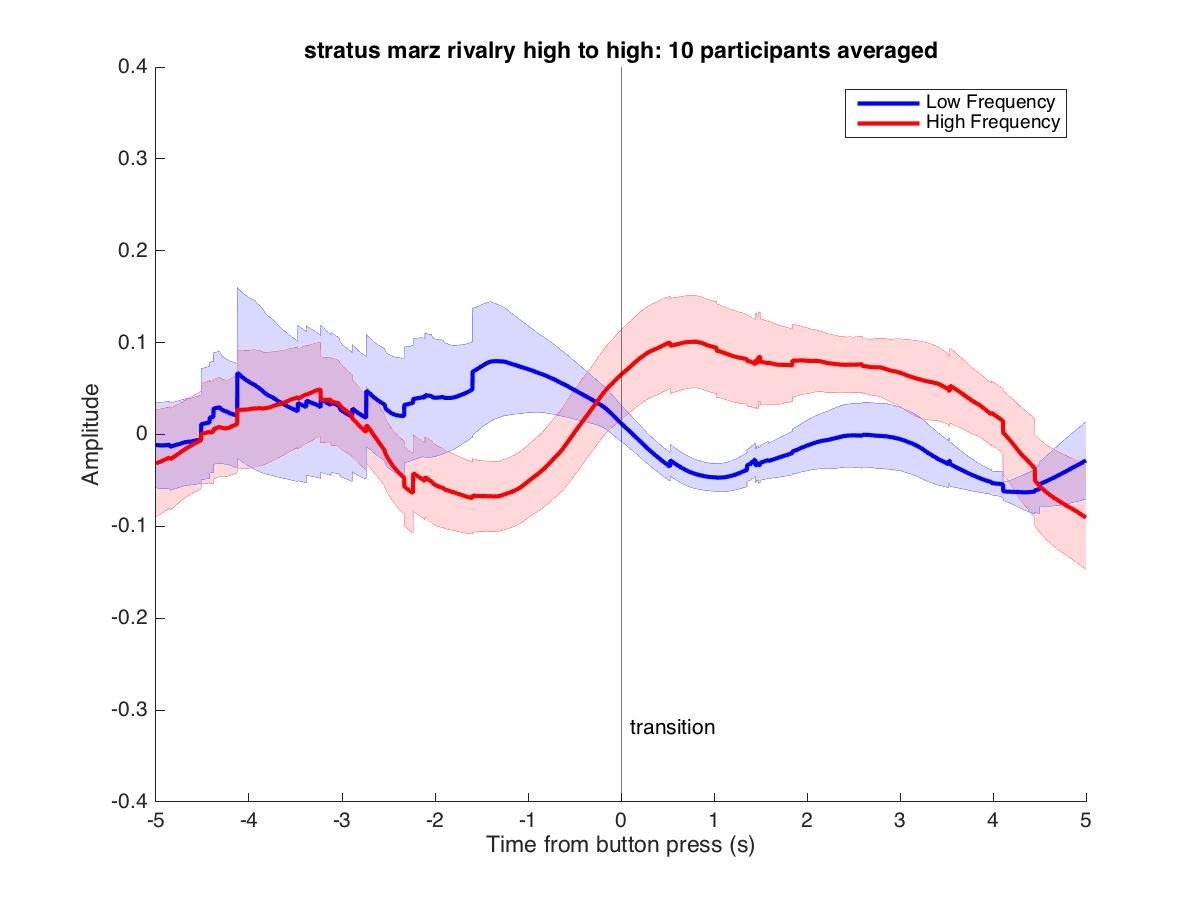 stratus marz rivalry high to high: 10 participants averaged
0.4
0.3
0.2
0.1
0
-0.1
-0.2
-0.3
-0.4
Amplitude
Low Frequency
High Frequency
transition
-5 -4 -3 -2 -1 0 1 2 3 4 5
Time from button press (s)